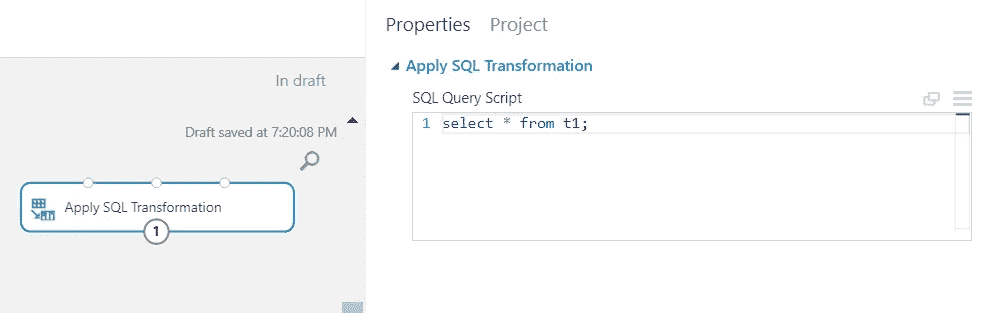 Properties Project
In draft
Apply SQL Transformation
SQL Query Script
1 select * from t1;
Draft saved at 7:20:08 PM
Apply SQL Transformation
1